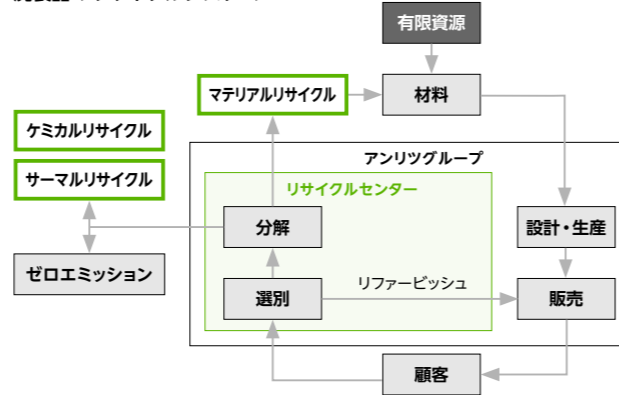 有限資源
マテリアルリサイクル
材料
ケミカルリサイクル
サーマルリサイクル
アンリツグループ
リサイクルセンター
分解
設計・生産
ゼロエミッション
選別
リファービッシュ
販売
顧客